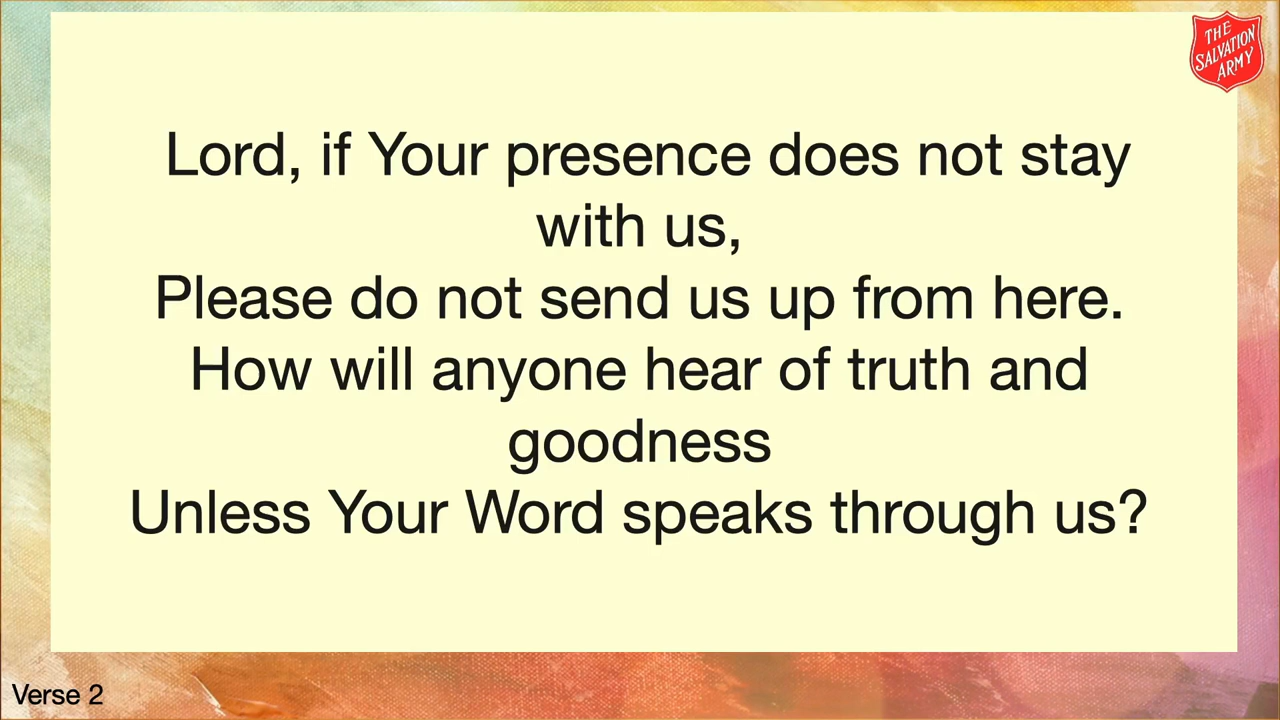 THE
SALVATION
ARMY
Lord, if Your presence does not stay
with us,
Please do not send us up from here.
How will anyone hear of truth and
goodness
Unless Your Word speaks through us?
Verse 2